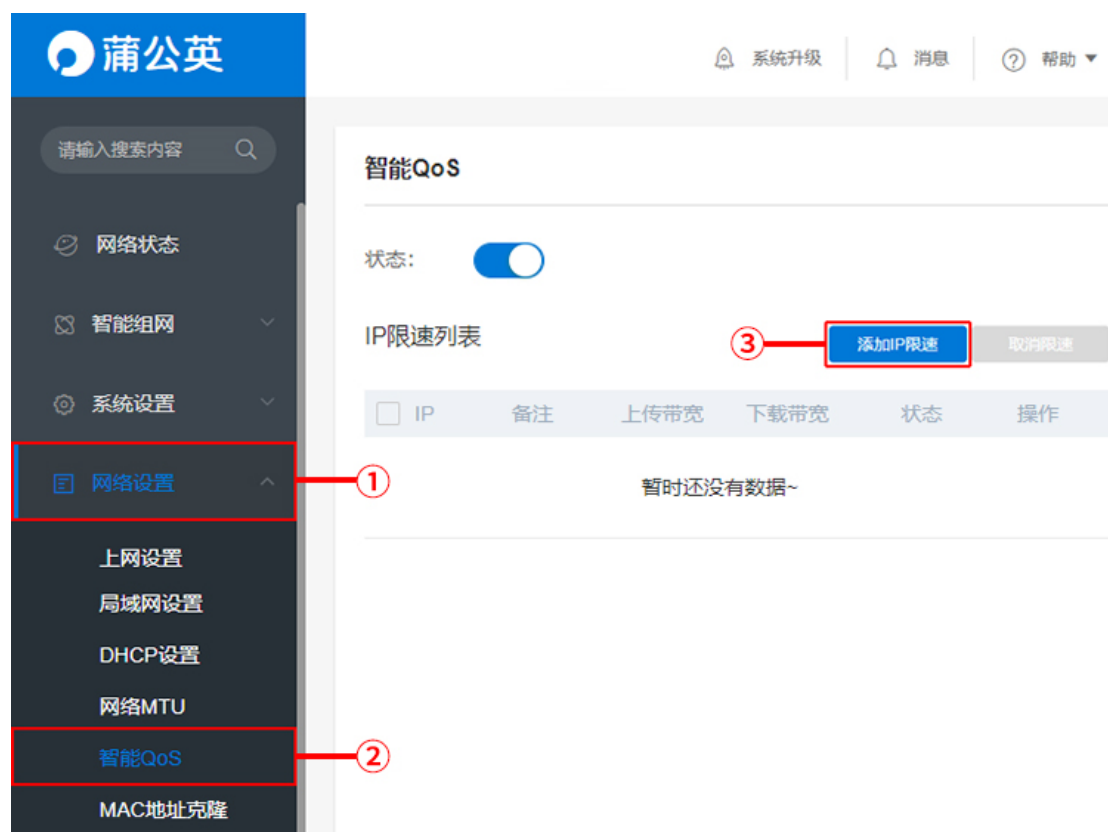 蒲公英
系统升级 消息 帮助
请输入搜索内容
智能QoS
网络状态
状态:
智能组网
IP限速列表
③
添加IP限速 取消限速
系统设置
IP 备注 上传带宽 下载带宽 状态 操作
网络设置
①
暂时还没有数据~
上网设置
局域网设置
DHCP设置
网络MTU
智能QoS
②
MAC地址克隆